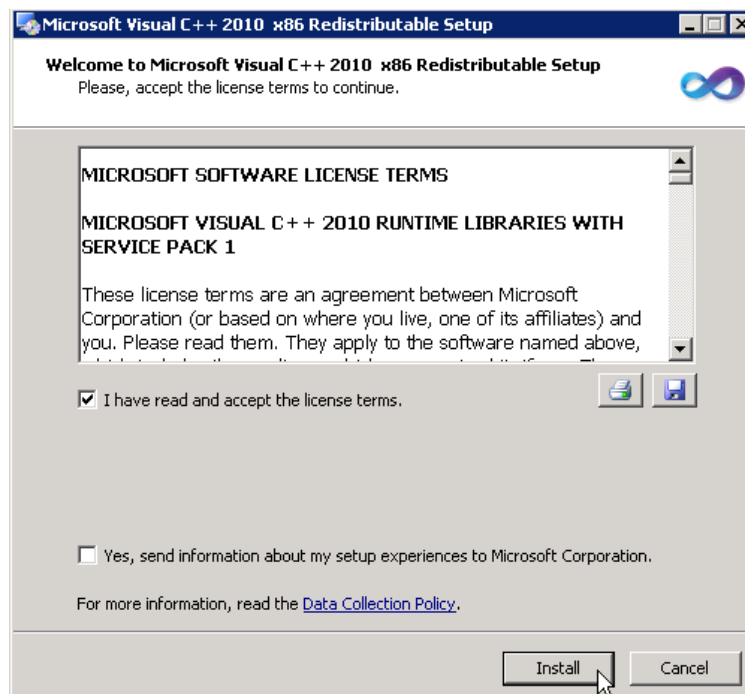 Microsoft Visual C++ 2010 x86 Redistributable Setup
Welcome to Microsoft Visual C++ 2010 x86 Redistributable Setup
Please, accept the license terms to continue.
MICROSOFT SOFTWARE LICENSE TERMS
MICROSOFT VISUAL C++ 2010 RUNTIME LIBRARIES WITH
SERVICE PACK 1
These license terms are an agreement between Microsoft
Corporation (or based on where you live, one of its affiliates) and
you. Please read them. They apply to the software named above,
I have read and accept the license terms.
Yes, send information about my setup experiences to Microsoft Corporation.
For more information, read the Data Collection Policy.
Install
Cancel